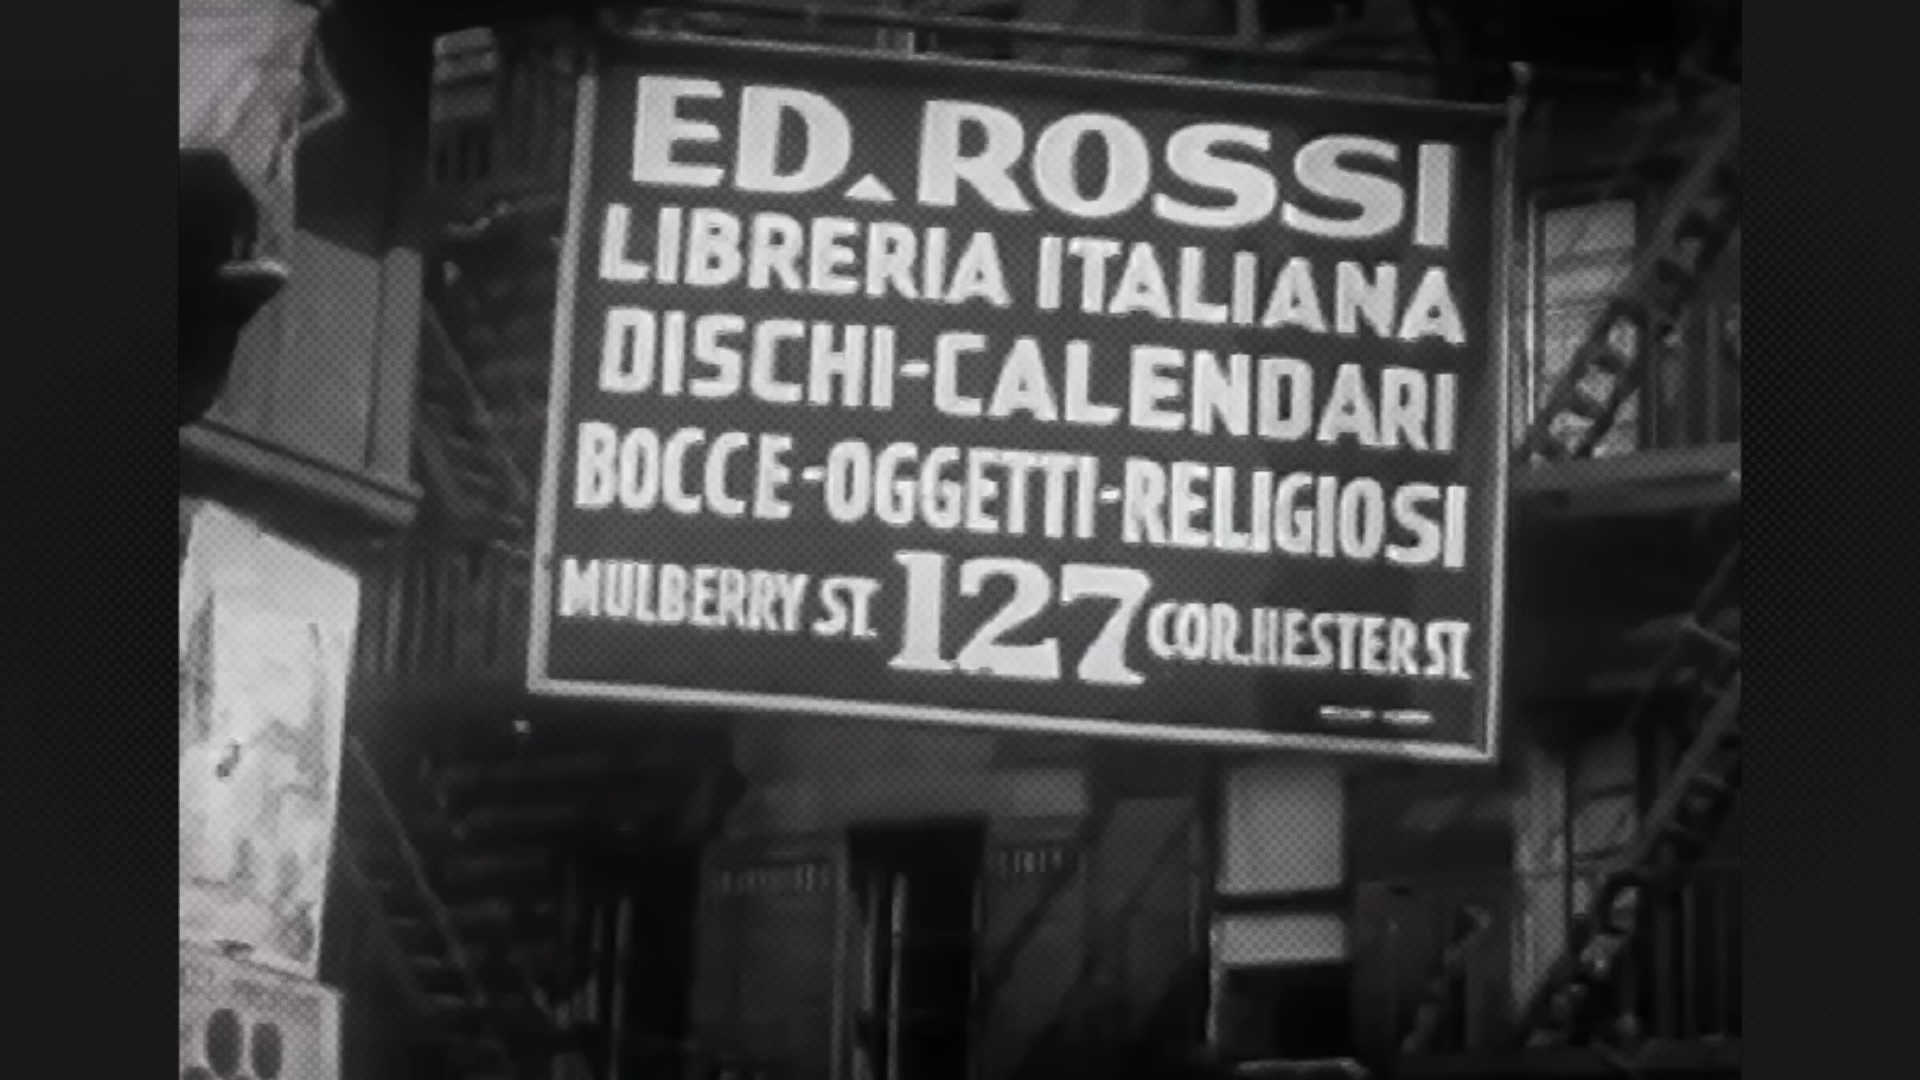 ED. ROSSI
LIBRERIA ITALIANA
DISCHI-CALENDARI
BOCCE-OGGETTI-RELIGIOSI
MULBERRY ST. 127 COR. HESTER ST.